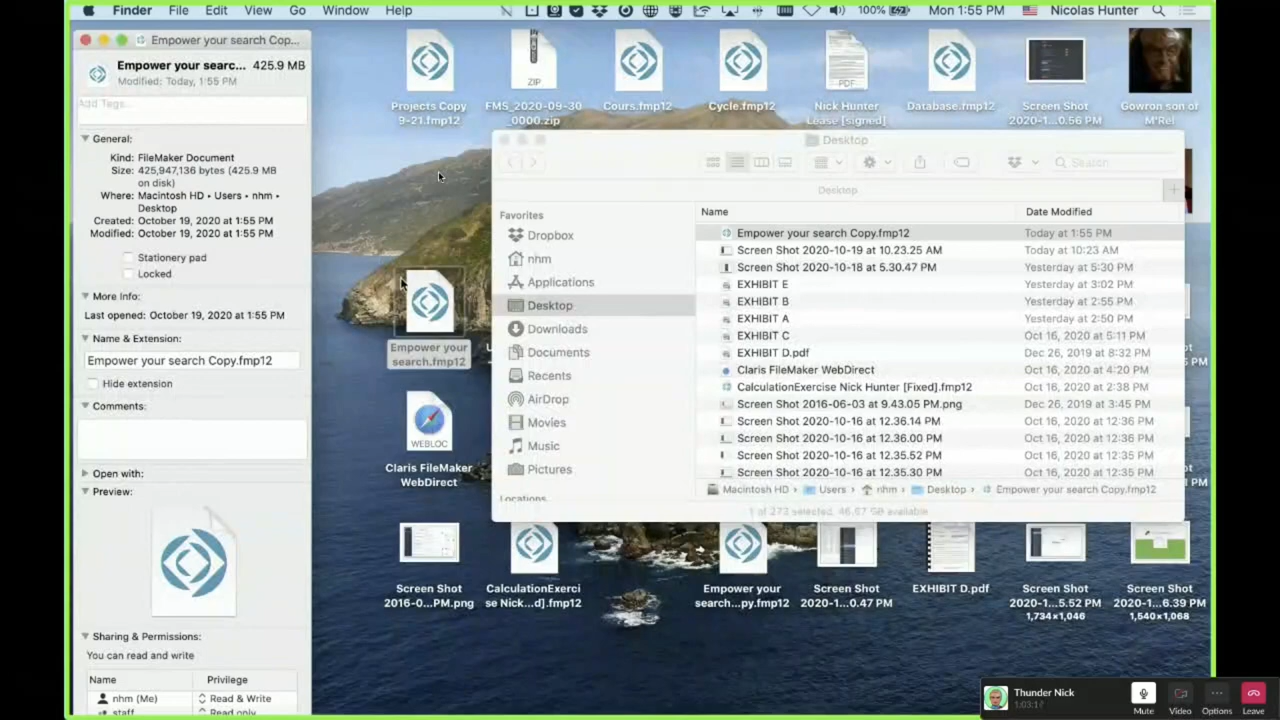 Finder File Edit View Go Window Help
100% Mon 1:55 PM Nicolas Hunter
Empower your search Cop...
Empower your searc... 425.9 MB
Modified: Today, 1:55 PM
Add Tags...
General:
Kind: FileMaker Document
Size: 425,947,136 bytes (425.9 MB
on disk)
Where: Macintosh HD • Users • nhm •
Desktop
Created: October 19, 2020 at 1:55 PM
Modified: October 19, 2020 at 1:55 PM
Stationery pad
Locked
More Info:
Last opened: October 19, 2020 at 1:55 PM
Name & Extension:
Empower your search Copy.fmp12
Hide extension
Comments:
Open with:
Preview:
Sharing & Permissions:
You can read and write
Name Privilege
nhm (Me) Read & Write
staff Read only
Projects Copy
9-21.fmp12
ZIP
FMS_2020-09-30
_0000.zip
Cours.fmp12
Cycle.fmp12
PDF
Nick Hunter
Lease [signed]
Database.fmp12
Screen Shot
2020-1...0.56 PM
Gowron son of
M'Rel
Empower your
search.fmp12
WEBLOC
Claris FileMaker
WebDirect
Desktop
Search
Desktop
Favorites
Dropbox
nhm
Applications
Desktop
Downloads
Documents
Recents
AirDrop
Movies
Music
Pictures
Locations
Name Date Modified
Empower your search Copy.fmp12 Today at 1:55 PM
Screen Shot 2020-10-19 at 10.23.25 AM Today at 10:23 AM
Screen Shot 2020-10-18 at 5.30.47 PM Yesterday at 5:30 PM
EXHIBIT E Yesterday at 3:02 PM
EXHIBIT B Yesterday at 2:55 PM
EXHIBIT A Yesterday at 2:50 PM
EXHIBIT C Oct 16, 2020 at 5:11 PM
EXHIBIT D.pdf Dec 26, 2019 at 8:32 PM
Claris FileMaker WebDirect Oct 16, 2020 at 4:20 PM
CalculationExercise Nick Hunter [Fixed].fmp12 Oct 16, 2020 at 2:38 PM
Screen Shot 2016-06-03 at 9.43.05 PM.png Dec 26, 2019 at 3:45 PM
Screen Shot 2020-10-16 at 12.36.14 PM Oct 16, 2020 at 12:36 PM
Screen Shot 2020-10-16 at 12.36.00 PM Oct 16, 2020 at 12:36 PM
Screen Shot 2020-10-16 at 12.35.52 PM Oct 16, 2020 at 12:35 PM
Screen Shot 2020-10-16 at 12.35.30 PM Oct 16, 2020 at 12:35 PM
Macintosh HD › Users › nhm › Desktop › Empower your search Copy.fmp12
1 of 273 selected, 46.67 GB available
Screen Shot
2016-0...PM.png
CalculationExerci
se Nick...d].fmp12
Empower your
search...py.fmp12
Screen Shot
2020-1...0.47 PM
EXHIBIT D.pdf
Screen Shot
2020-1...5.52 PM
1,734×1,046
Screen Shot
2020-1...6.39 PM
1,540×1,068
Thunder Nick
Mute Video Options Leave